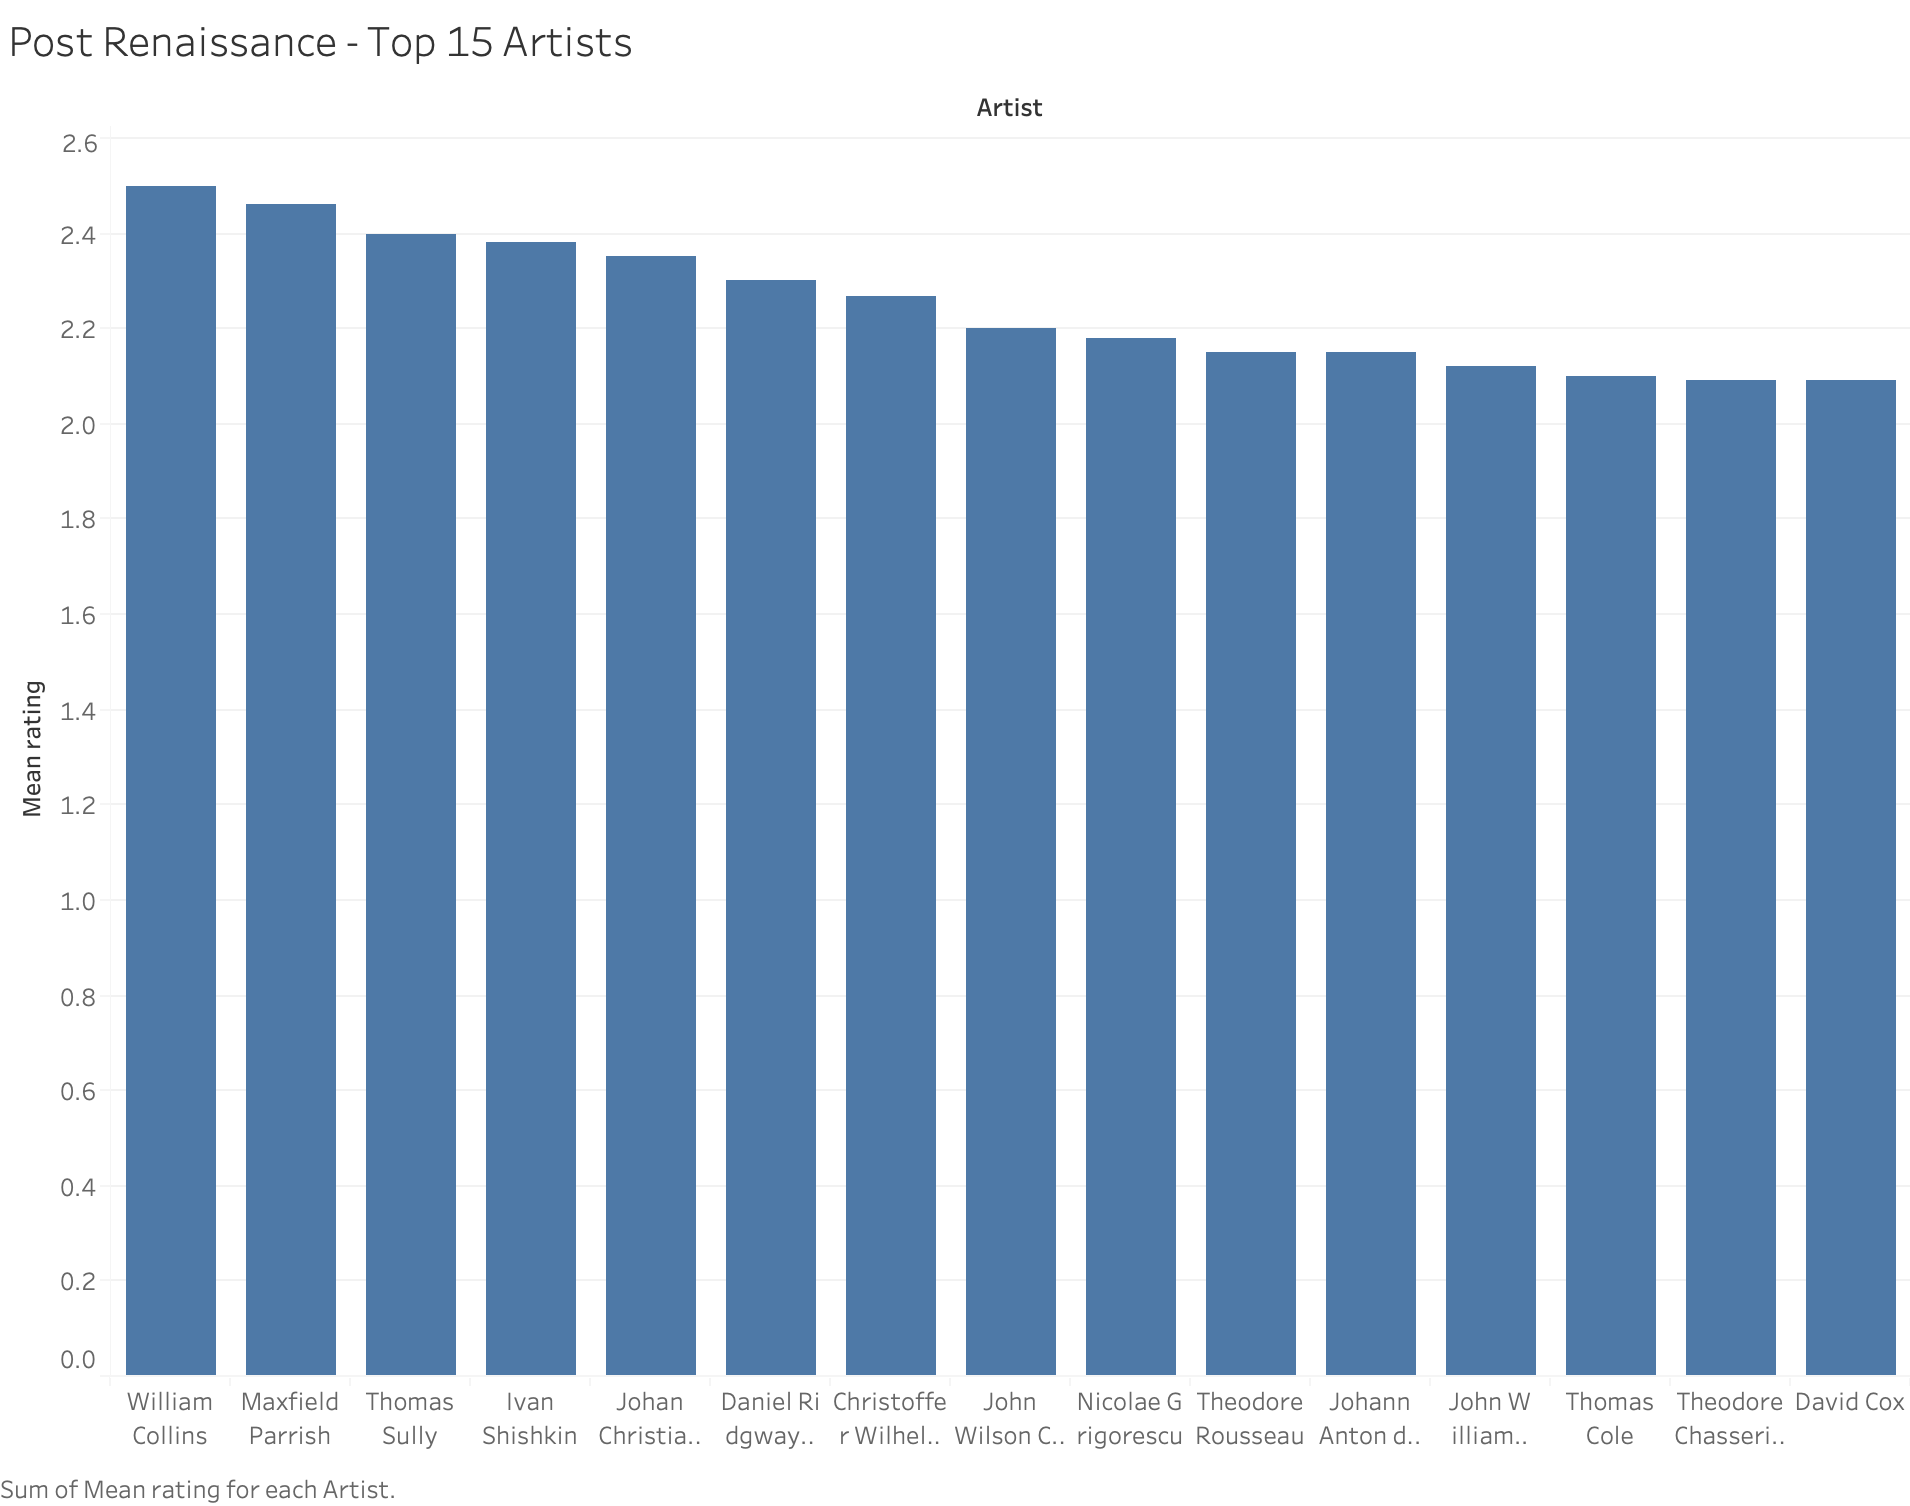 Post Renaissance - Top 15 Artists
Artist
2.6
2.4
2.2
2.0
1.8
1.6
1.4
1.2
1.0
0.8
0.6
0.4
0.2
0.0
Mean rating
William
Collins
Maxfield
Parrish
Thomas
Sully
Ivan
Shishkin
Johan
Christia..
Daniel Ri
dgway..
Christoffe
r Wilhel..
John
Wilson C..
Nicolae G
rigorescu
Theodore
Rousseau
Johann
Anton d..
John W
illiam..
Thomas
Cole
Theodore
Chasseri..
David Cox
Sum of Mean rating for each Artist.